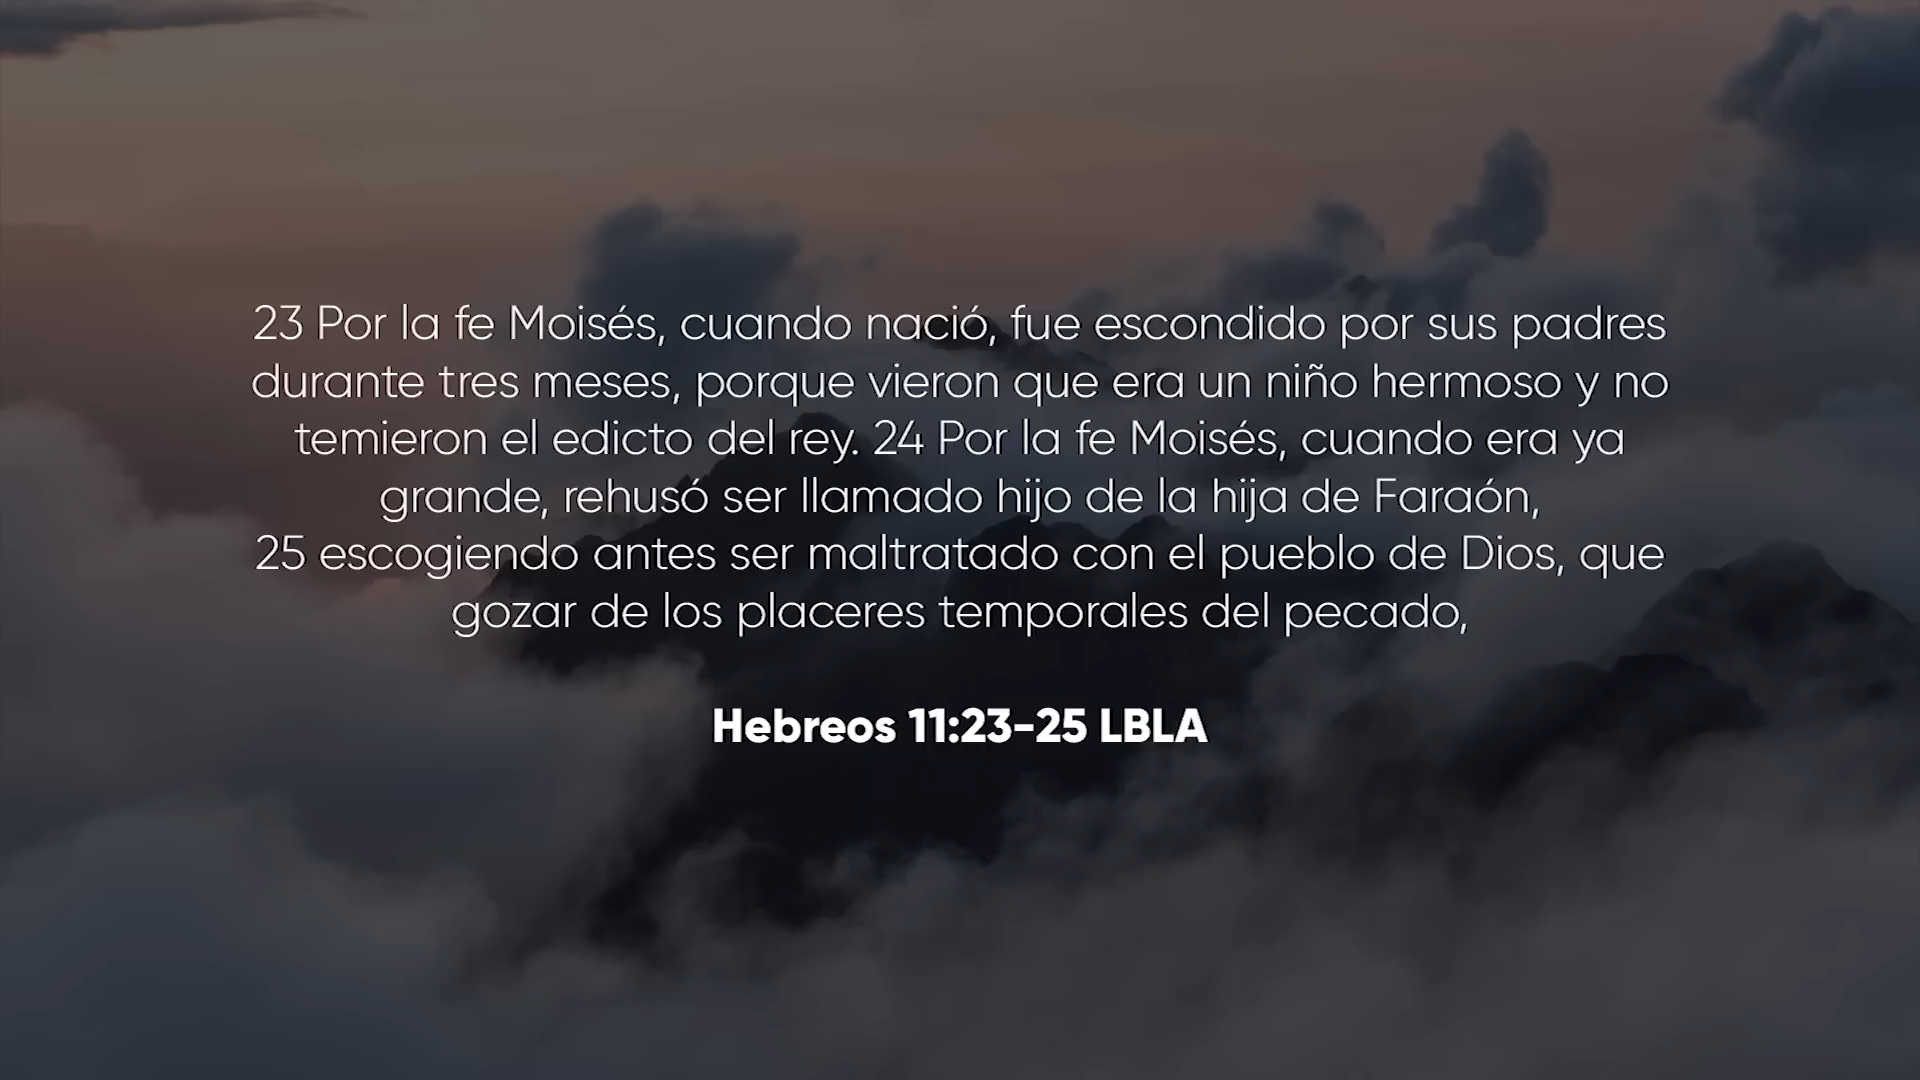 23 Por la fe Moisés, cuando nació, fue escondido por sus padres
durante tres meses, porque vieron que era un niño hermoso y no
temieron el edicto del rey. 24 Por la fe Moisés, cuando era ya
grande, rehusó ser llamado hijo de la hija de Faraón,
25 escogiendo antes ser maltratado con el pueblo de Dios, que
gozar de los placeres temporales del pecado,
Hebreos 11:23-25 LBLA